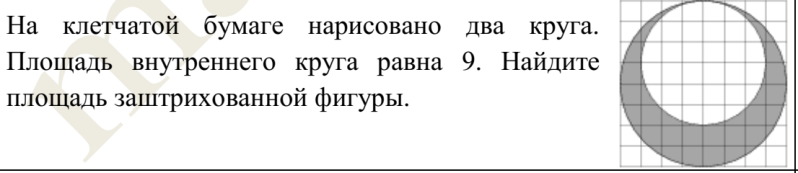 На клетчатой бумаге нарисовано два круга.
Площадь внутреннего круга равна 9. Найдите
площадь заштрихованной фигуры.